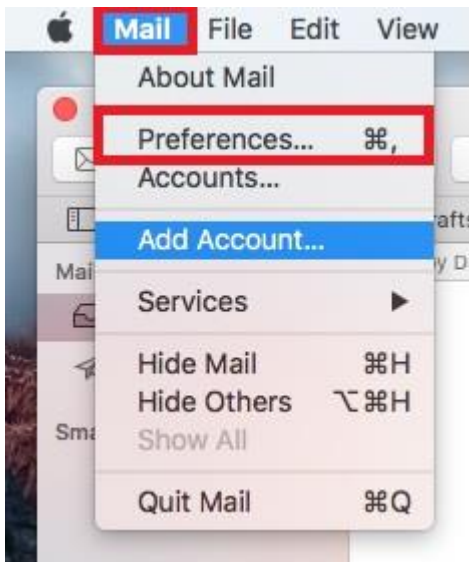 Mail File Edit View
About Mail
Preferences... ⌘,
Accounts...
Add Account...
Services ▶
Hide Mail ⌘H
Hide Others ⌥⌘H
Show All
Quit Mail ⌘Q